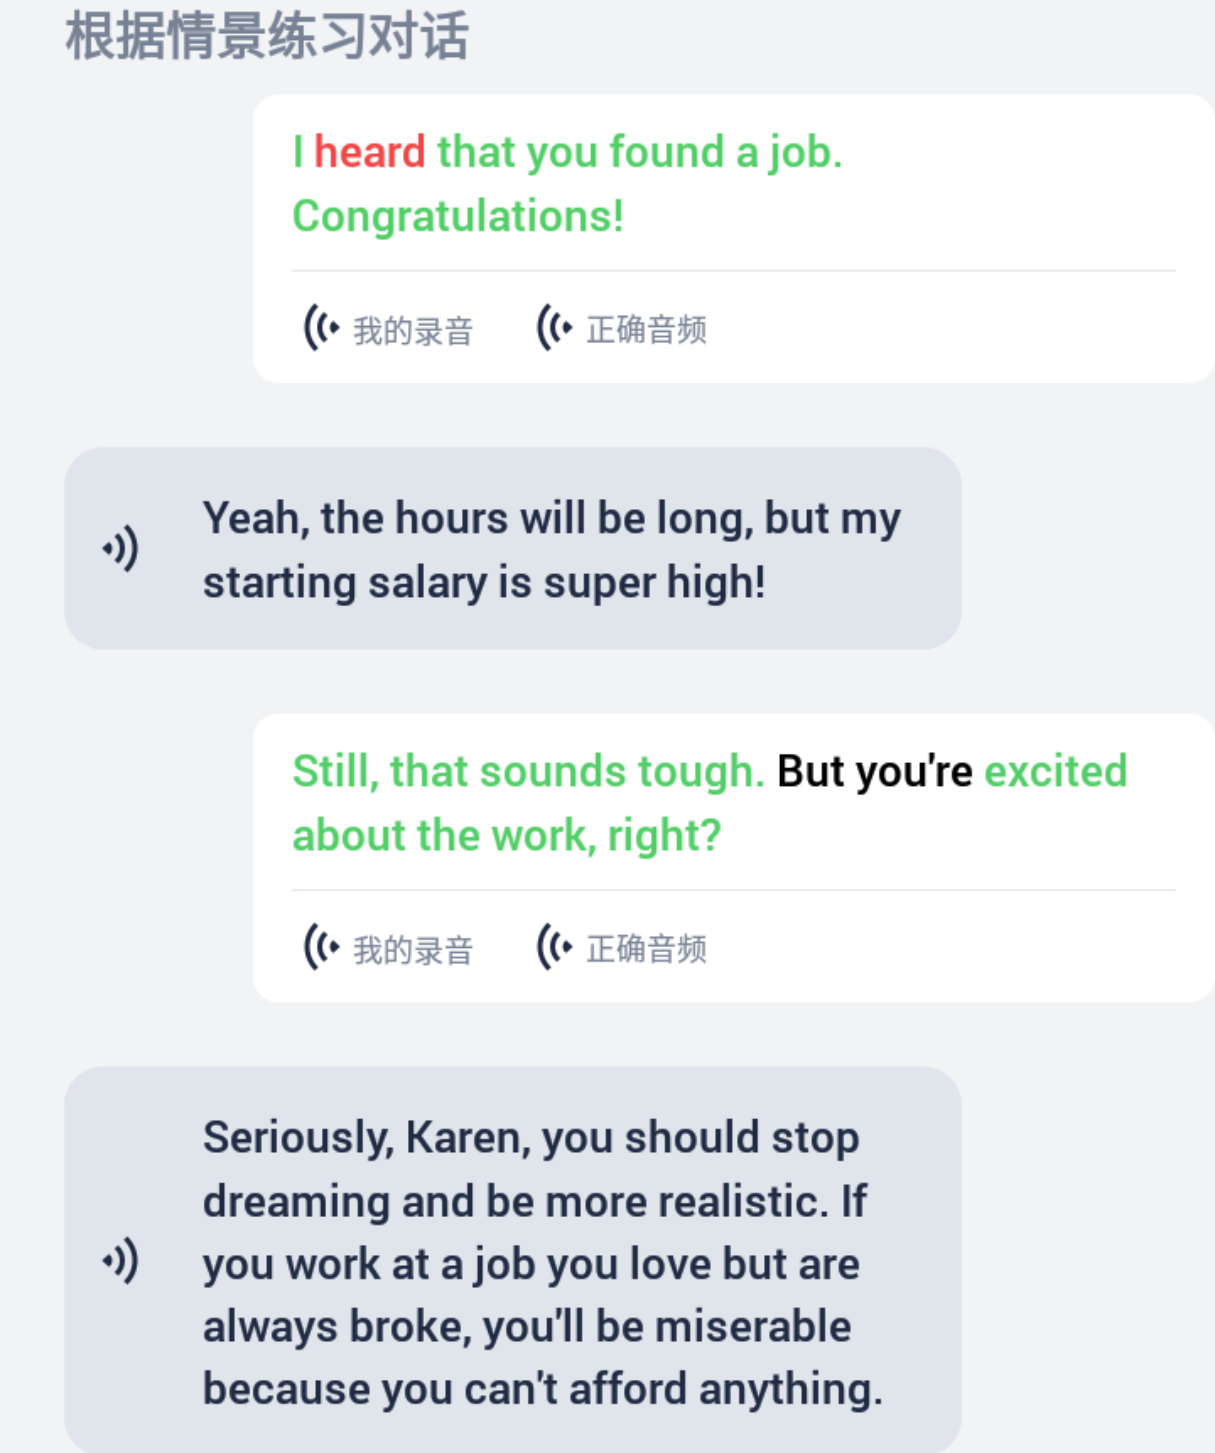 根据情景练习对话
I heard that you found a job.
Congratulations!
我的录音 正确音频
Yeah, the hours will be long, but my
starting salary is super high!
Still, that sounds tough. But you're excited
about the work, right?
我的录音 正确音频
Seriously, Karen, you should stop
dreaming and be more realistic. If
you work at a job you love but are
always broke, you'll be miserable
because you can't afford anything.